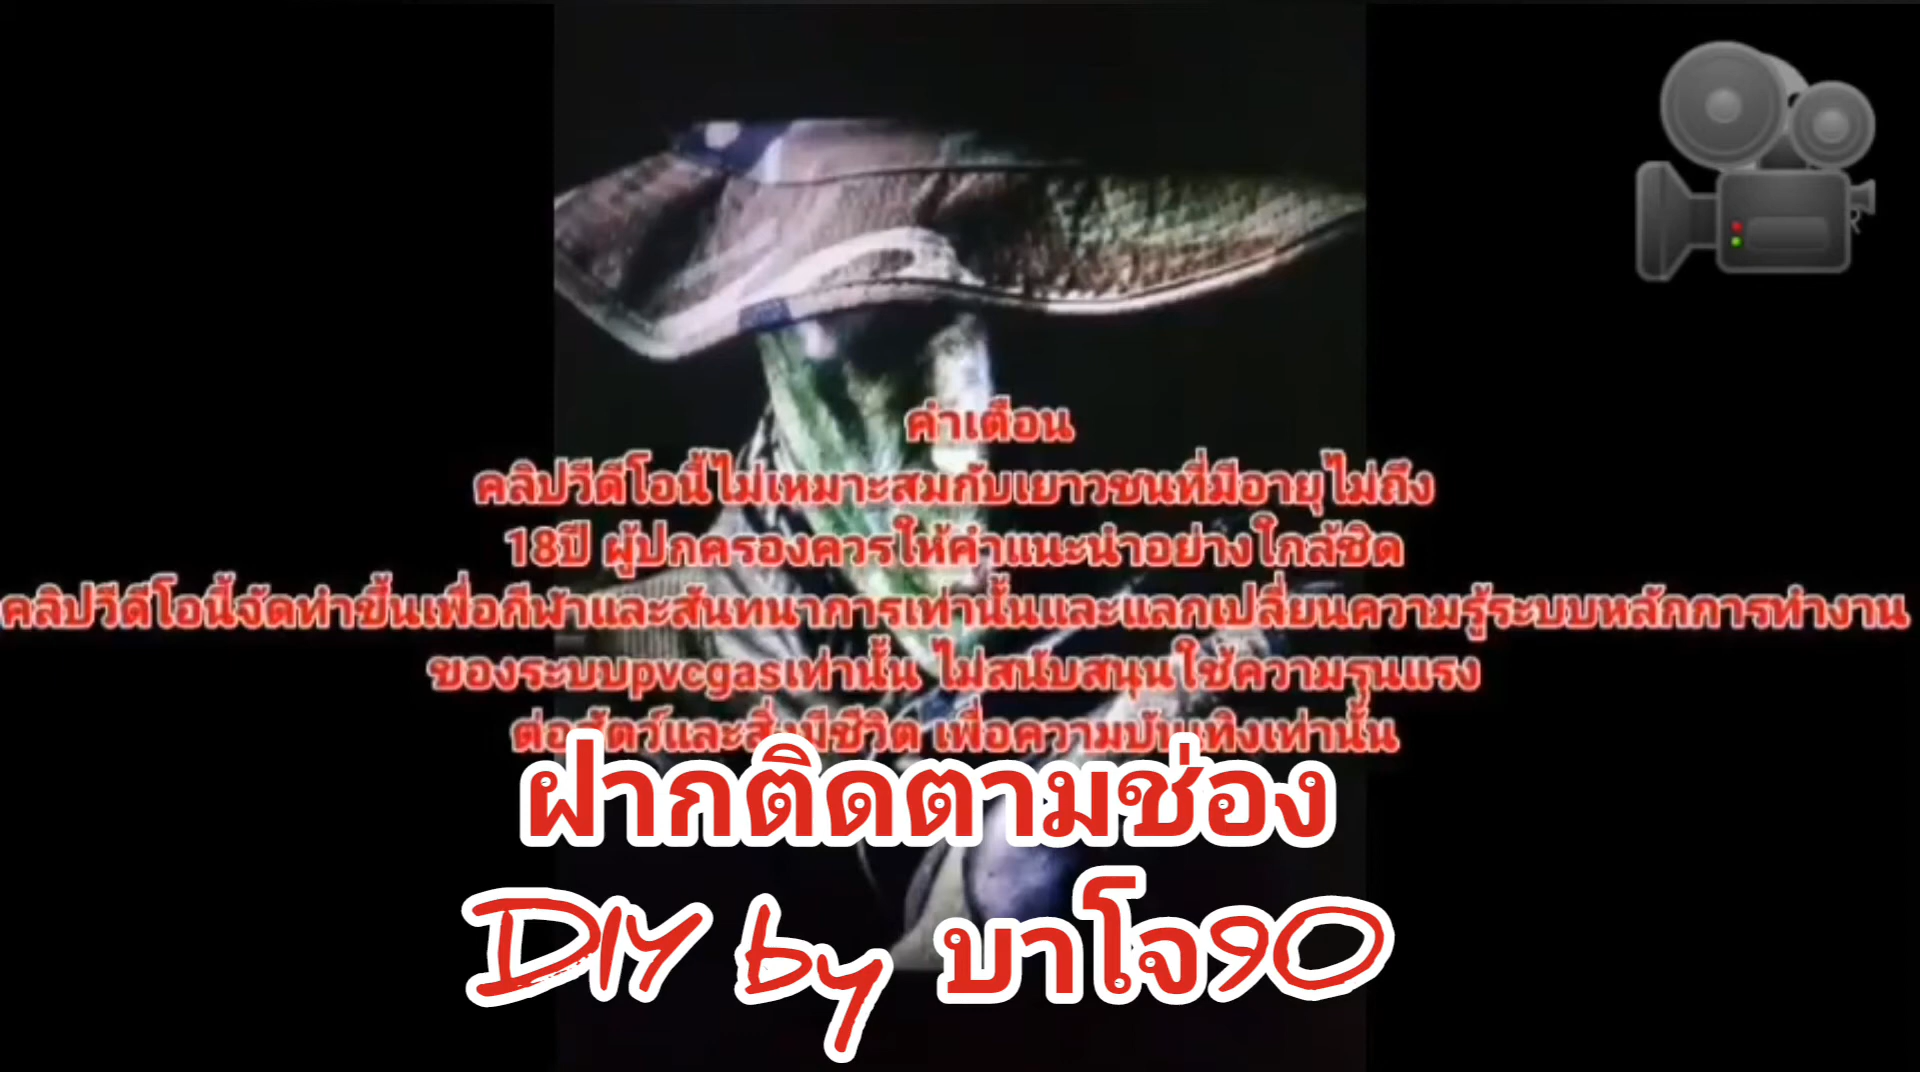 คำเตือน
คลิปวีดีโอนี้ไม่เหมาะสมกับเยาวชนที่มีอายุไม่ถึง
18ปี ผู้ปกครองควรให้คำแนะนำอย่างใกล้ชิด
คลิปวีดีโอนี้จัดทำขึ้นเพื่อกีฬาและสันทนาการเท่านั้นและแลกเปลี่ยนความรู้ระบบหลักการทำงาน
ของระบบpvcgasเท่านั้น ไม่สนับสนุนใช้ความรุนแรง
ต่อสัตว์และสิ่งมีชีวิต เพื่อความบันเทิงเท่านั้น
ฝากติดตามช่อง
DIY by บาโจ90